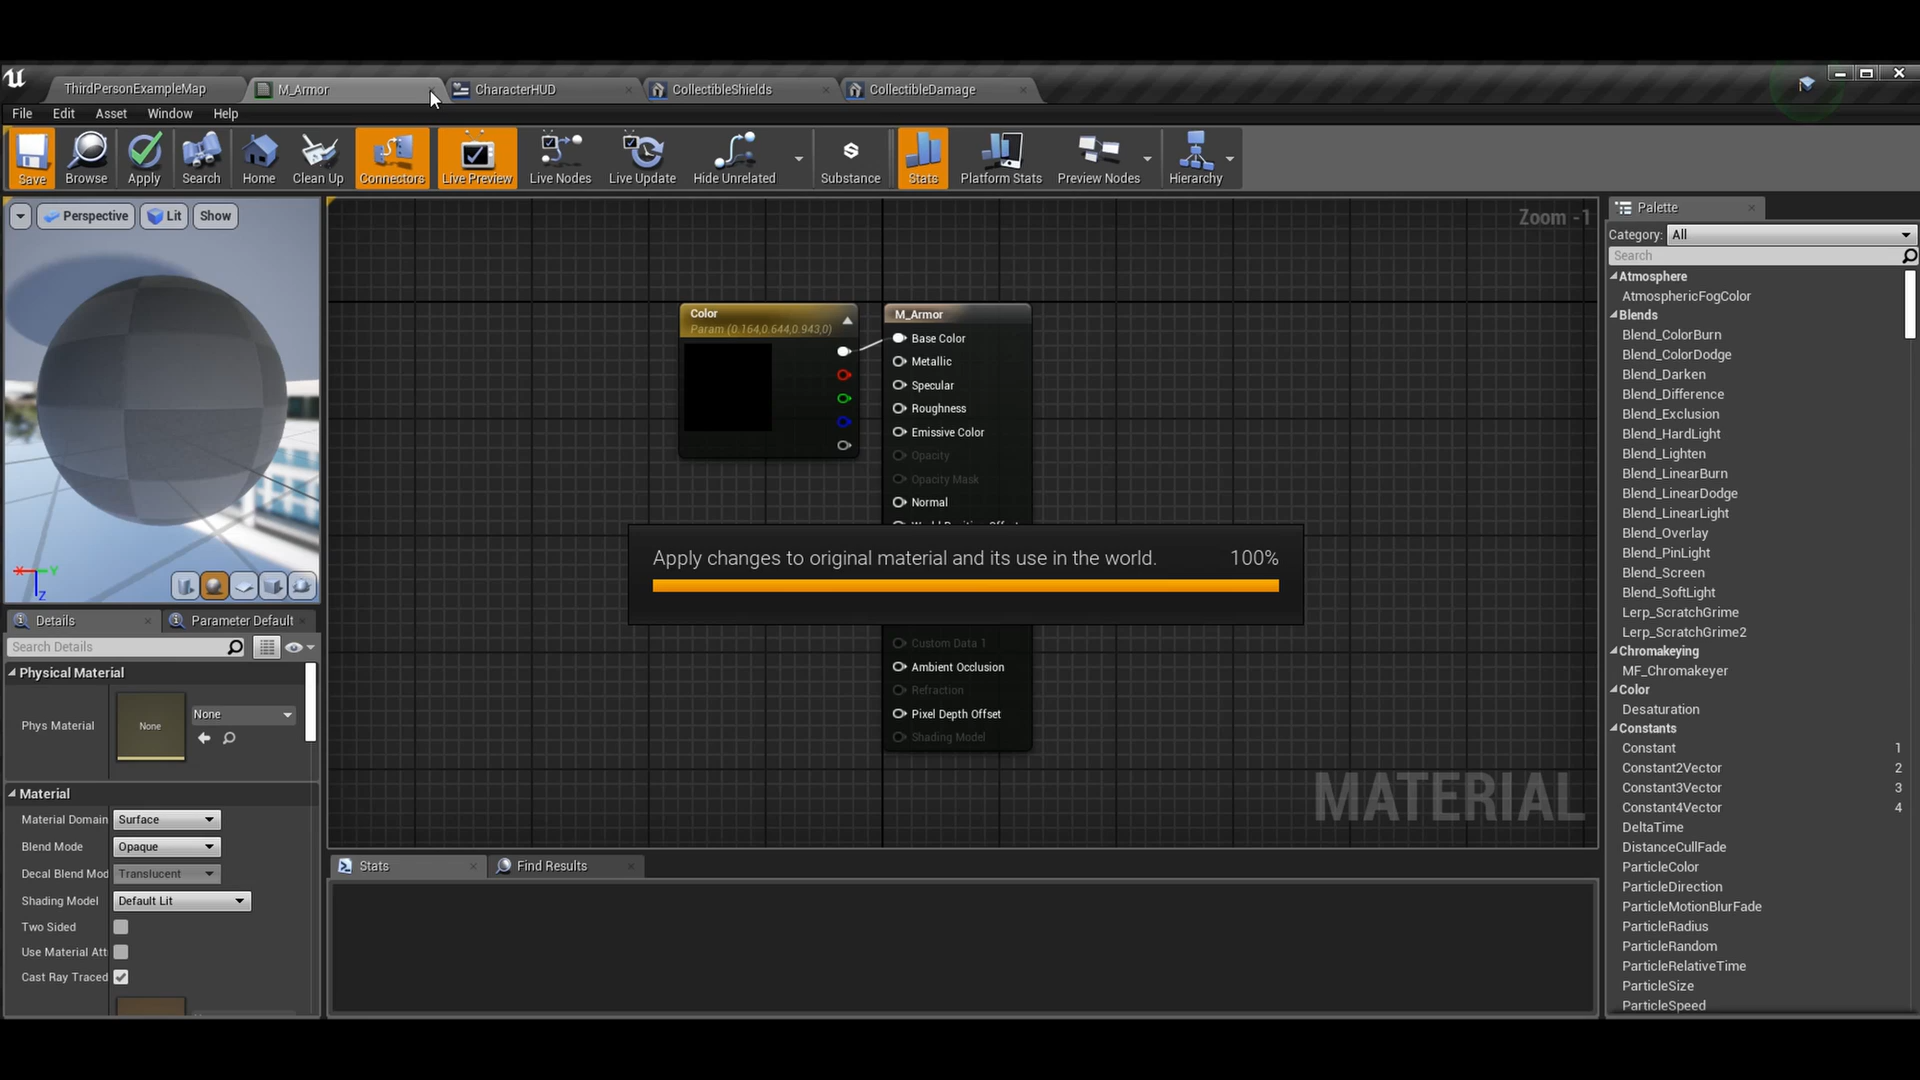 ThirdPersonExampleMap
M_Armor
CharacterHUD
CollectibleShields
CollectibleDamage
File Edit Asset Window Help
Save
Browse
Apply
Search
Home
Clean Up
Connectors
Live Preview
Live Nodes
Live Update
Hide Unrelated
Substance
Stats
Platform Stats
Preview Nodes
Hierarchy
Perspective
Lit
Show
X
Y
Z
Details
Parameter Default
Search Details
Physical Material
Phys Material
None
None
Material
Material Domain
Surface
Blend Mode
Opaque
Decal Blend Mod
Translucent
Shading Model
Default Lit
Two Sided
Use Material Att
Cast Ray Traced
Zoom -1
Color
Param (0.164,0.644,0.943,0)
M_Armor
Base Color
Metallic
Specular
Roughness
Emissive Color
Opacity
Opacity Mask
Normal
Apply changes to original material and its use in the world. 100%
Custom Data 1
Ambient Occlusion
Refraction
Pixel Depth Offset
Shading Model
MATERIAL
Stats
Find Results
Palette
Category: All
Search
Atmosphere
AtmosphericFogColor
Blends
Blend_ColorBurn
Blend_ColorDodge
Blend_Darken
Blend_Difference
Blend_Exclusion
Blend_HardLight
Blend_Lighten
Blend_LinearBurn
Blend_LinearDodge
Blend_LinearLight
Blend_Overlay
Blend_PinLight
Blend_Screen
Blend_SoftLight
Lerp_ScratchGrime
Lerp_ScratchGrime2
Chromakeying
MF_Chromakeyer
Color
Desaturation
Constants
Constant 1
Constant2Vector 2
Constant3Vector 3
Constant4Vector 4
DeltaTime
DistanceCullFade
ParticleColor
ParticleDirection
ParticleMotionBlurFade
ParticleRadius
ParticleRandom
ParticleRelativeTime
ParticleSize
ParticleSpeed